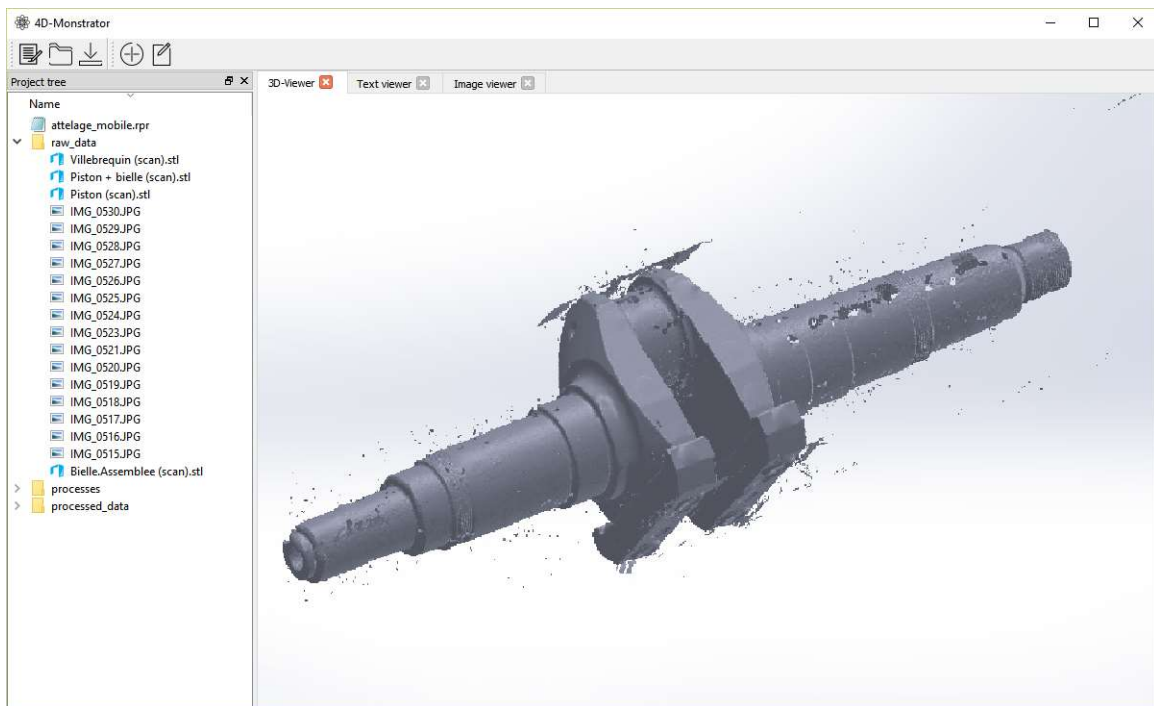 4D-Monstrator
Project tree
3D-Viewer Text viewer Image viewer
Name
attelage_mobile.rpr
raw_data
Villebrequin (scan).stl
Piston + bielle (scan).stl
Piston (scan).stl
IMG_0530.JPG
IMG_0529.JPG
IMG_0528.JPG
IMG_0527.JPG
IMG_0526.JPG
IMG_0525.JPG
IMG_0524.JPG
IMG_0523.JPG
IMG_0521.JPG
IMG_0520.JPG
IMG_0519.JPG
IMG_0518.JPG
IMG_0517.JPG
IMG_0516.JPG
IMG_0515.JPG
Bielle.Assemblee (scan).stl
processes
processed_data